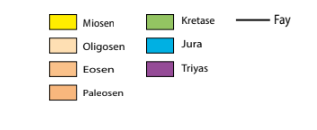 Miosen
Oligosen
Eosen
Paleosen
Kretase
Jura
Triyas
Fay